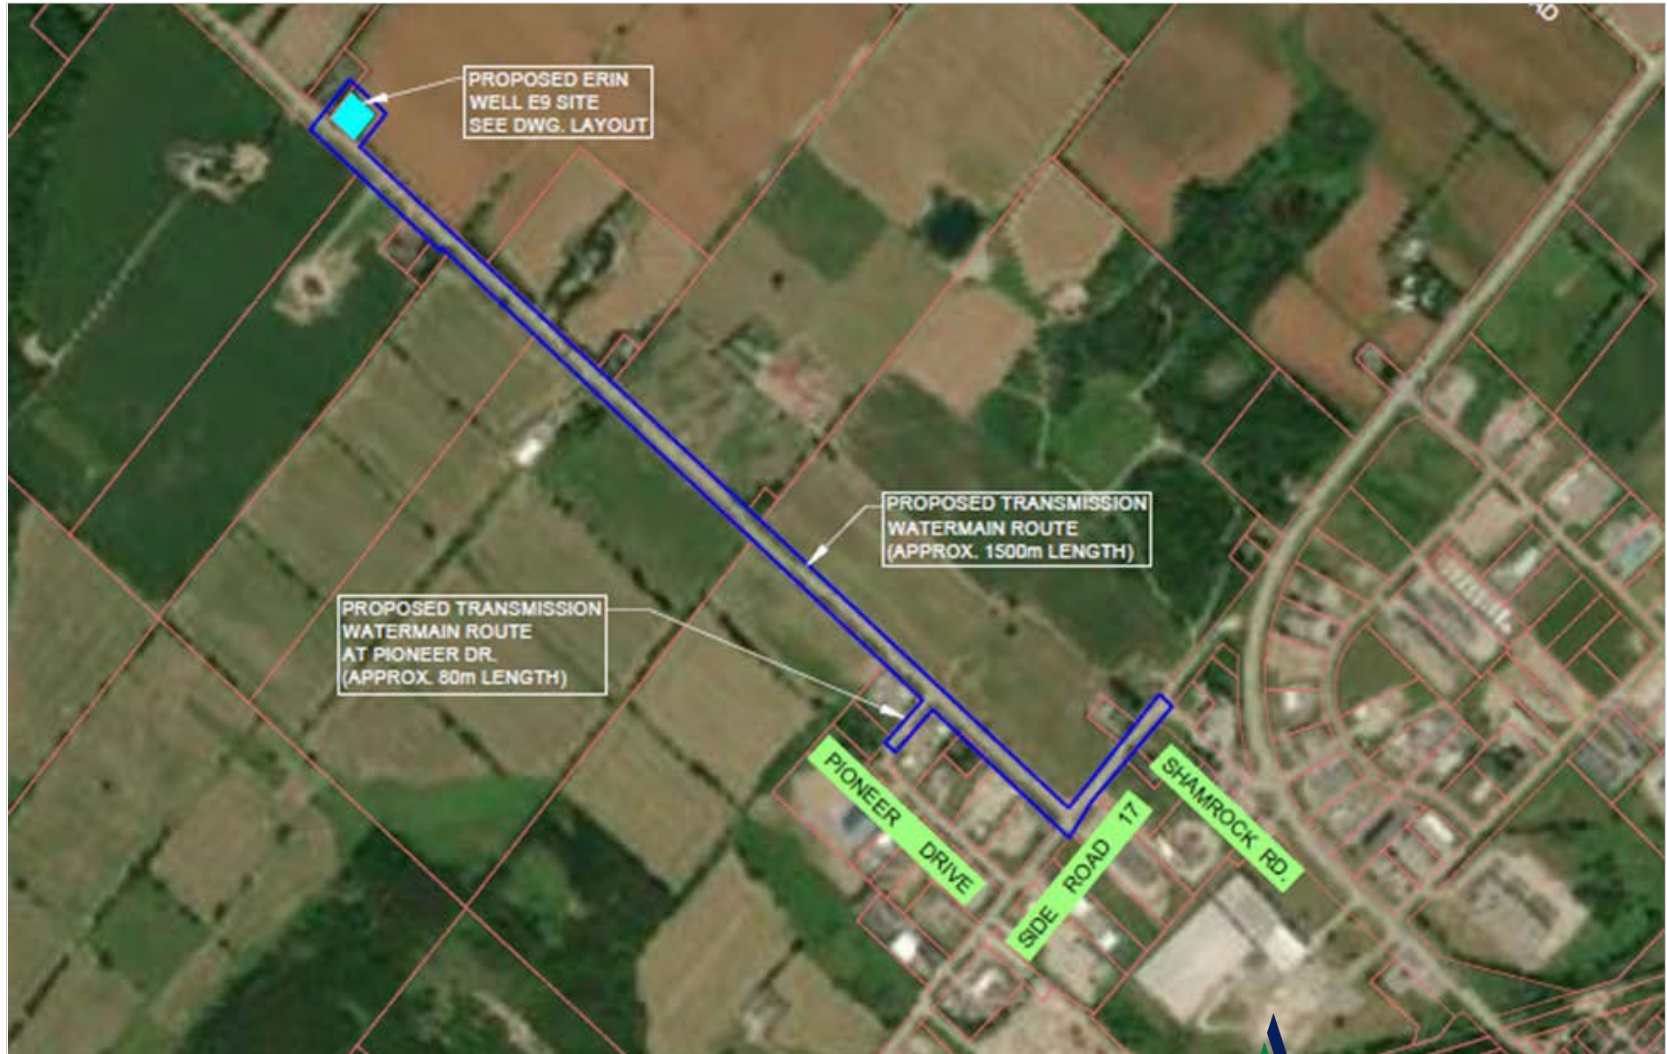 AD
PROPOSED ERIN
WELL E9 SITE
SEE DWG. LAYOUT
PROPOSED TRANSMISSION
WATERMAIN ROUTE
(APPROX. 1500m LENGTH)
PROPOSED TRANSMISSION
WATERMAIN ROUTE
AT PIONEER DR.
(APPROX. 80m LENGTH)
PIONEER DRIVE
SIDE ROAD 17
SHAMROCK RD.